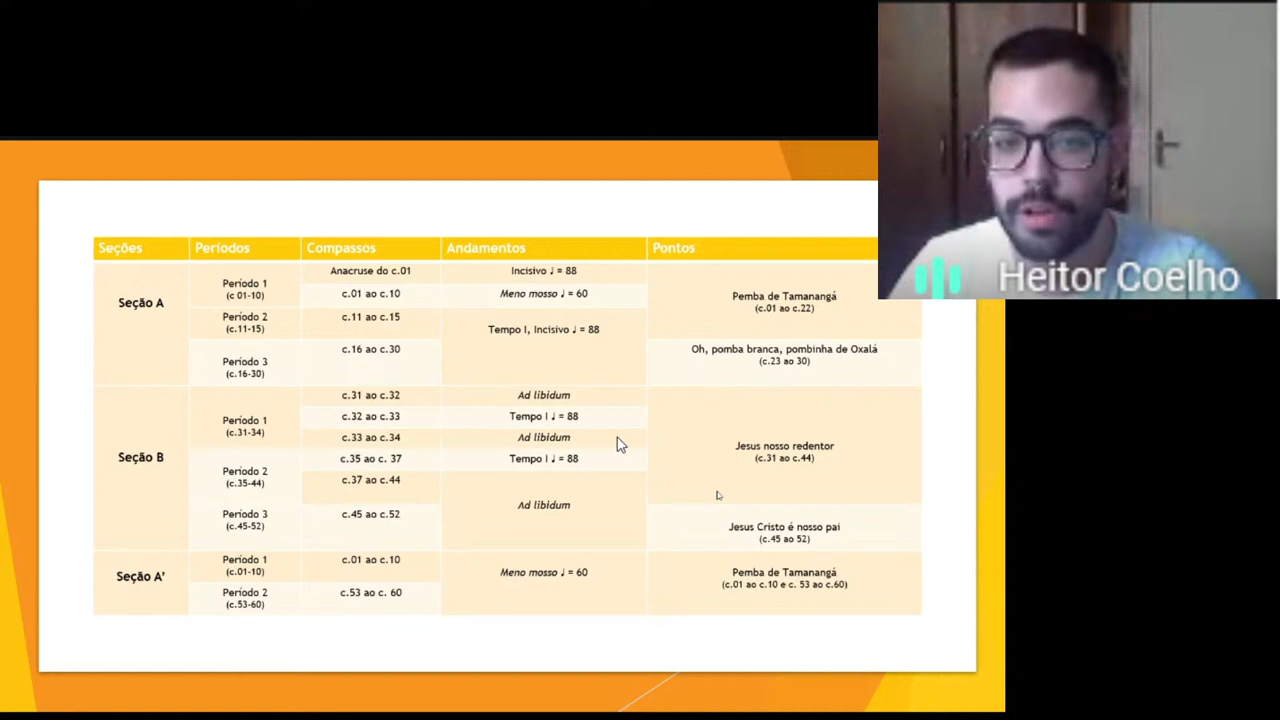 Heitor Coelho
Seções Períodos Compassos Andamentos Pontos
Seção A
Período 1
(c 01-10)
Anacruse do c.01
Incisivo ♩ = 88
c.01 ao c.10
Meno mosso ♩ = 60
Pemba de Tamanangá
(c.01 ao c.22)
Período 2
(c.11-15)
c.11 ao c.15
Tempo I, Incisivo ♩ = 88
Período 3
(c.16-30)
c.16 ao c.30
Oh, pomba branca, pombinha de Oxalá
(c.23 ao 30)
Seção B
Período 1
(c.31-34)
c.31 ao c.32
Ad libidum
c.32 ao c.33
Tempo I ♩ = 88
c.33 ao c.34
Ad libidum
Jesus nosso redentor
(c.31 ao c.44)
Período 2
(c.35-44)
c.35 ao c. 37
Tempo I ♩ = 88
c.37 ao c.44
Ad libidum
Período 3
(c.45-52)
c.45 ao c.52
Jesus Cristo é nosso pai
(c.45 ao 52)
Seção A’
Período 1
(c.01-10)
c.01 ao c.10
Meno mosso ♩ = 60
Pemba de Tamanangá
(c.01 ao c.10 e c. 53 ao c.60)
Período 2
(c.53-60)
c.53 ao c. 60